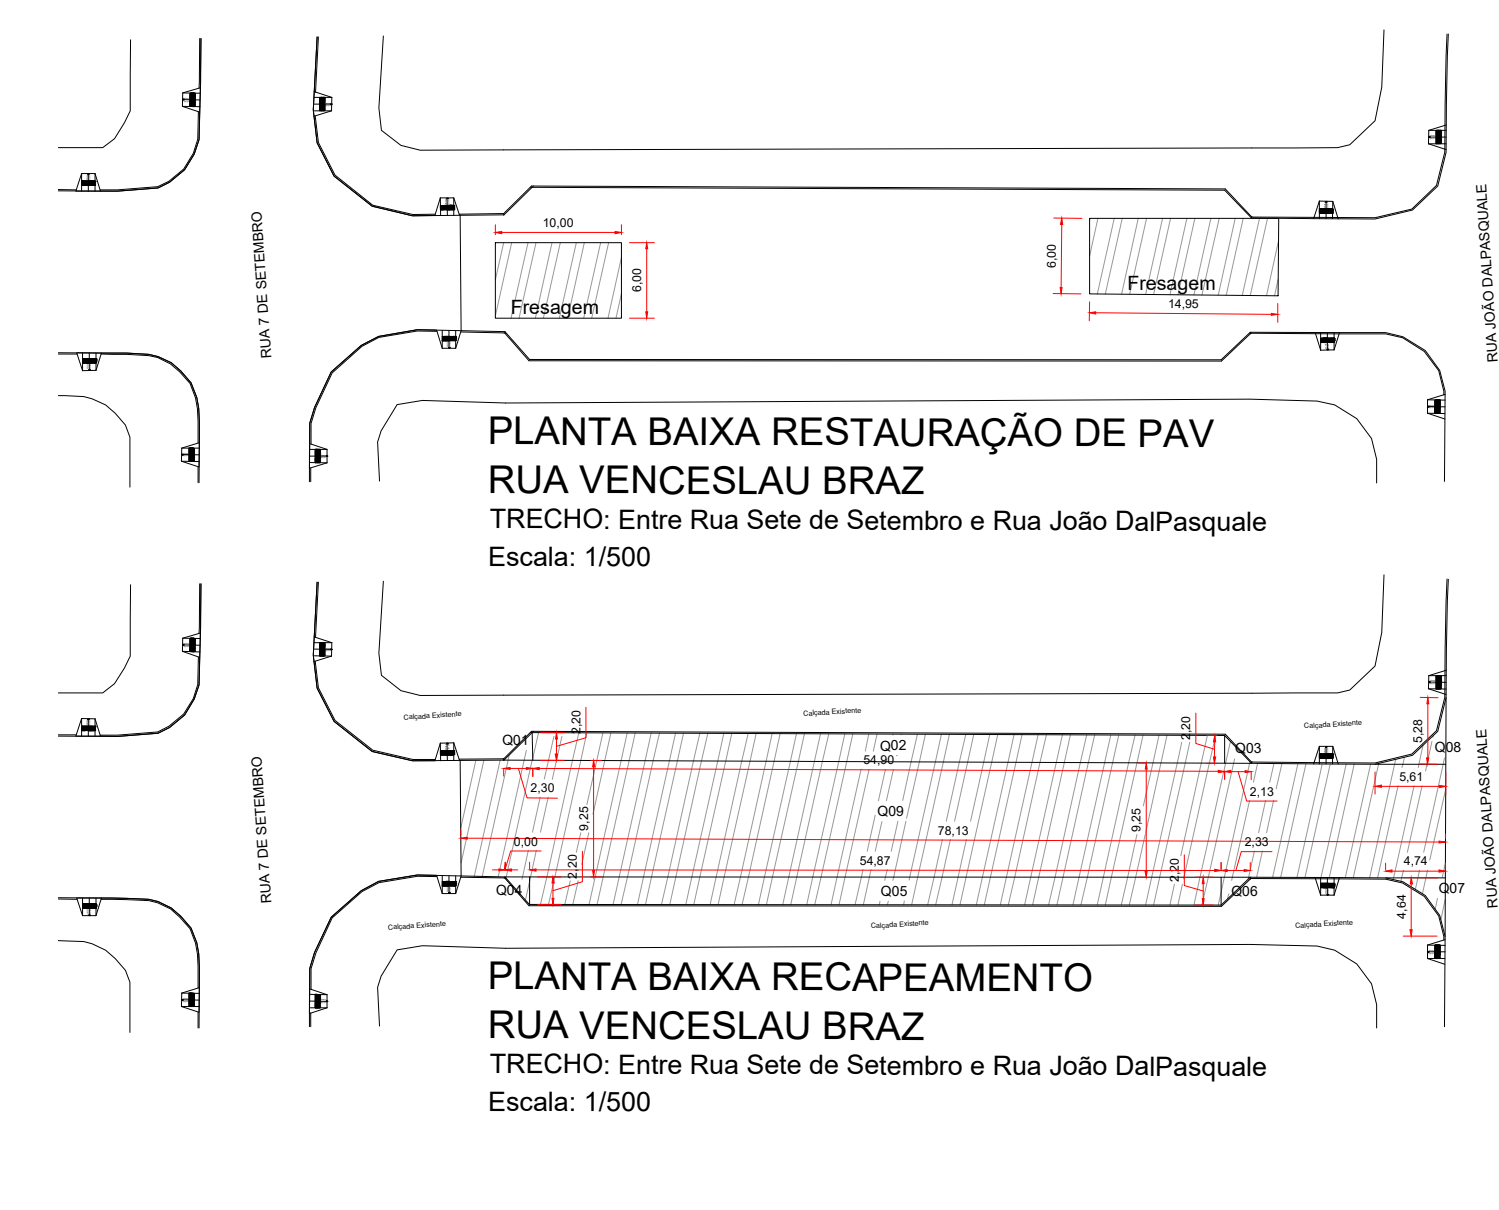 RUA 7 DE SETEMBRO
10,00
6,00
Fresagem
6,00
Fresagem
14,95
RUA JOÃO DALPASQUALE
PLANTA BAIXA RESTAURAÇÃO DE PAV
RUA VENCESLAU BRAZ
TRECHO: Entre Rua Sete de Setembro e Rua João DalPasquale
Escala: 1/500
RUA 7 DE SETEMBRO
Calçada Existente
Calçada Existente
Calçada Existente
Q01
2,20
Q02
54,90
2,20
Q03
5,28
Q08
2,30
2,13
5,61
9,25
Q09
78,13
9,25
0,00
2,33
2,20
54,87
2,20
4,74
Q04
Q05
Q06
Q07
4,64
Calçada Existente
Calçada Existente
Calçada Existente
RUA JOÃO DALPASQUALE
PLANTA BAIXA RECAPEAMENTO
RUA VENCESLAU BRAZ
TRECHO: Entre Rua Sete de Setembro e Rua João DalPasquale
Escala: 1/500